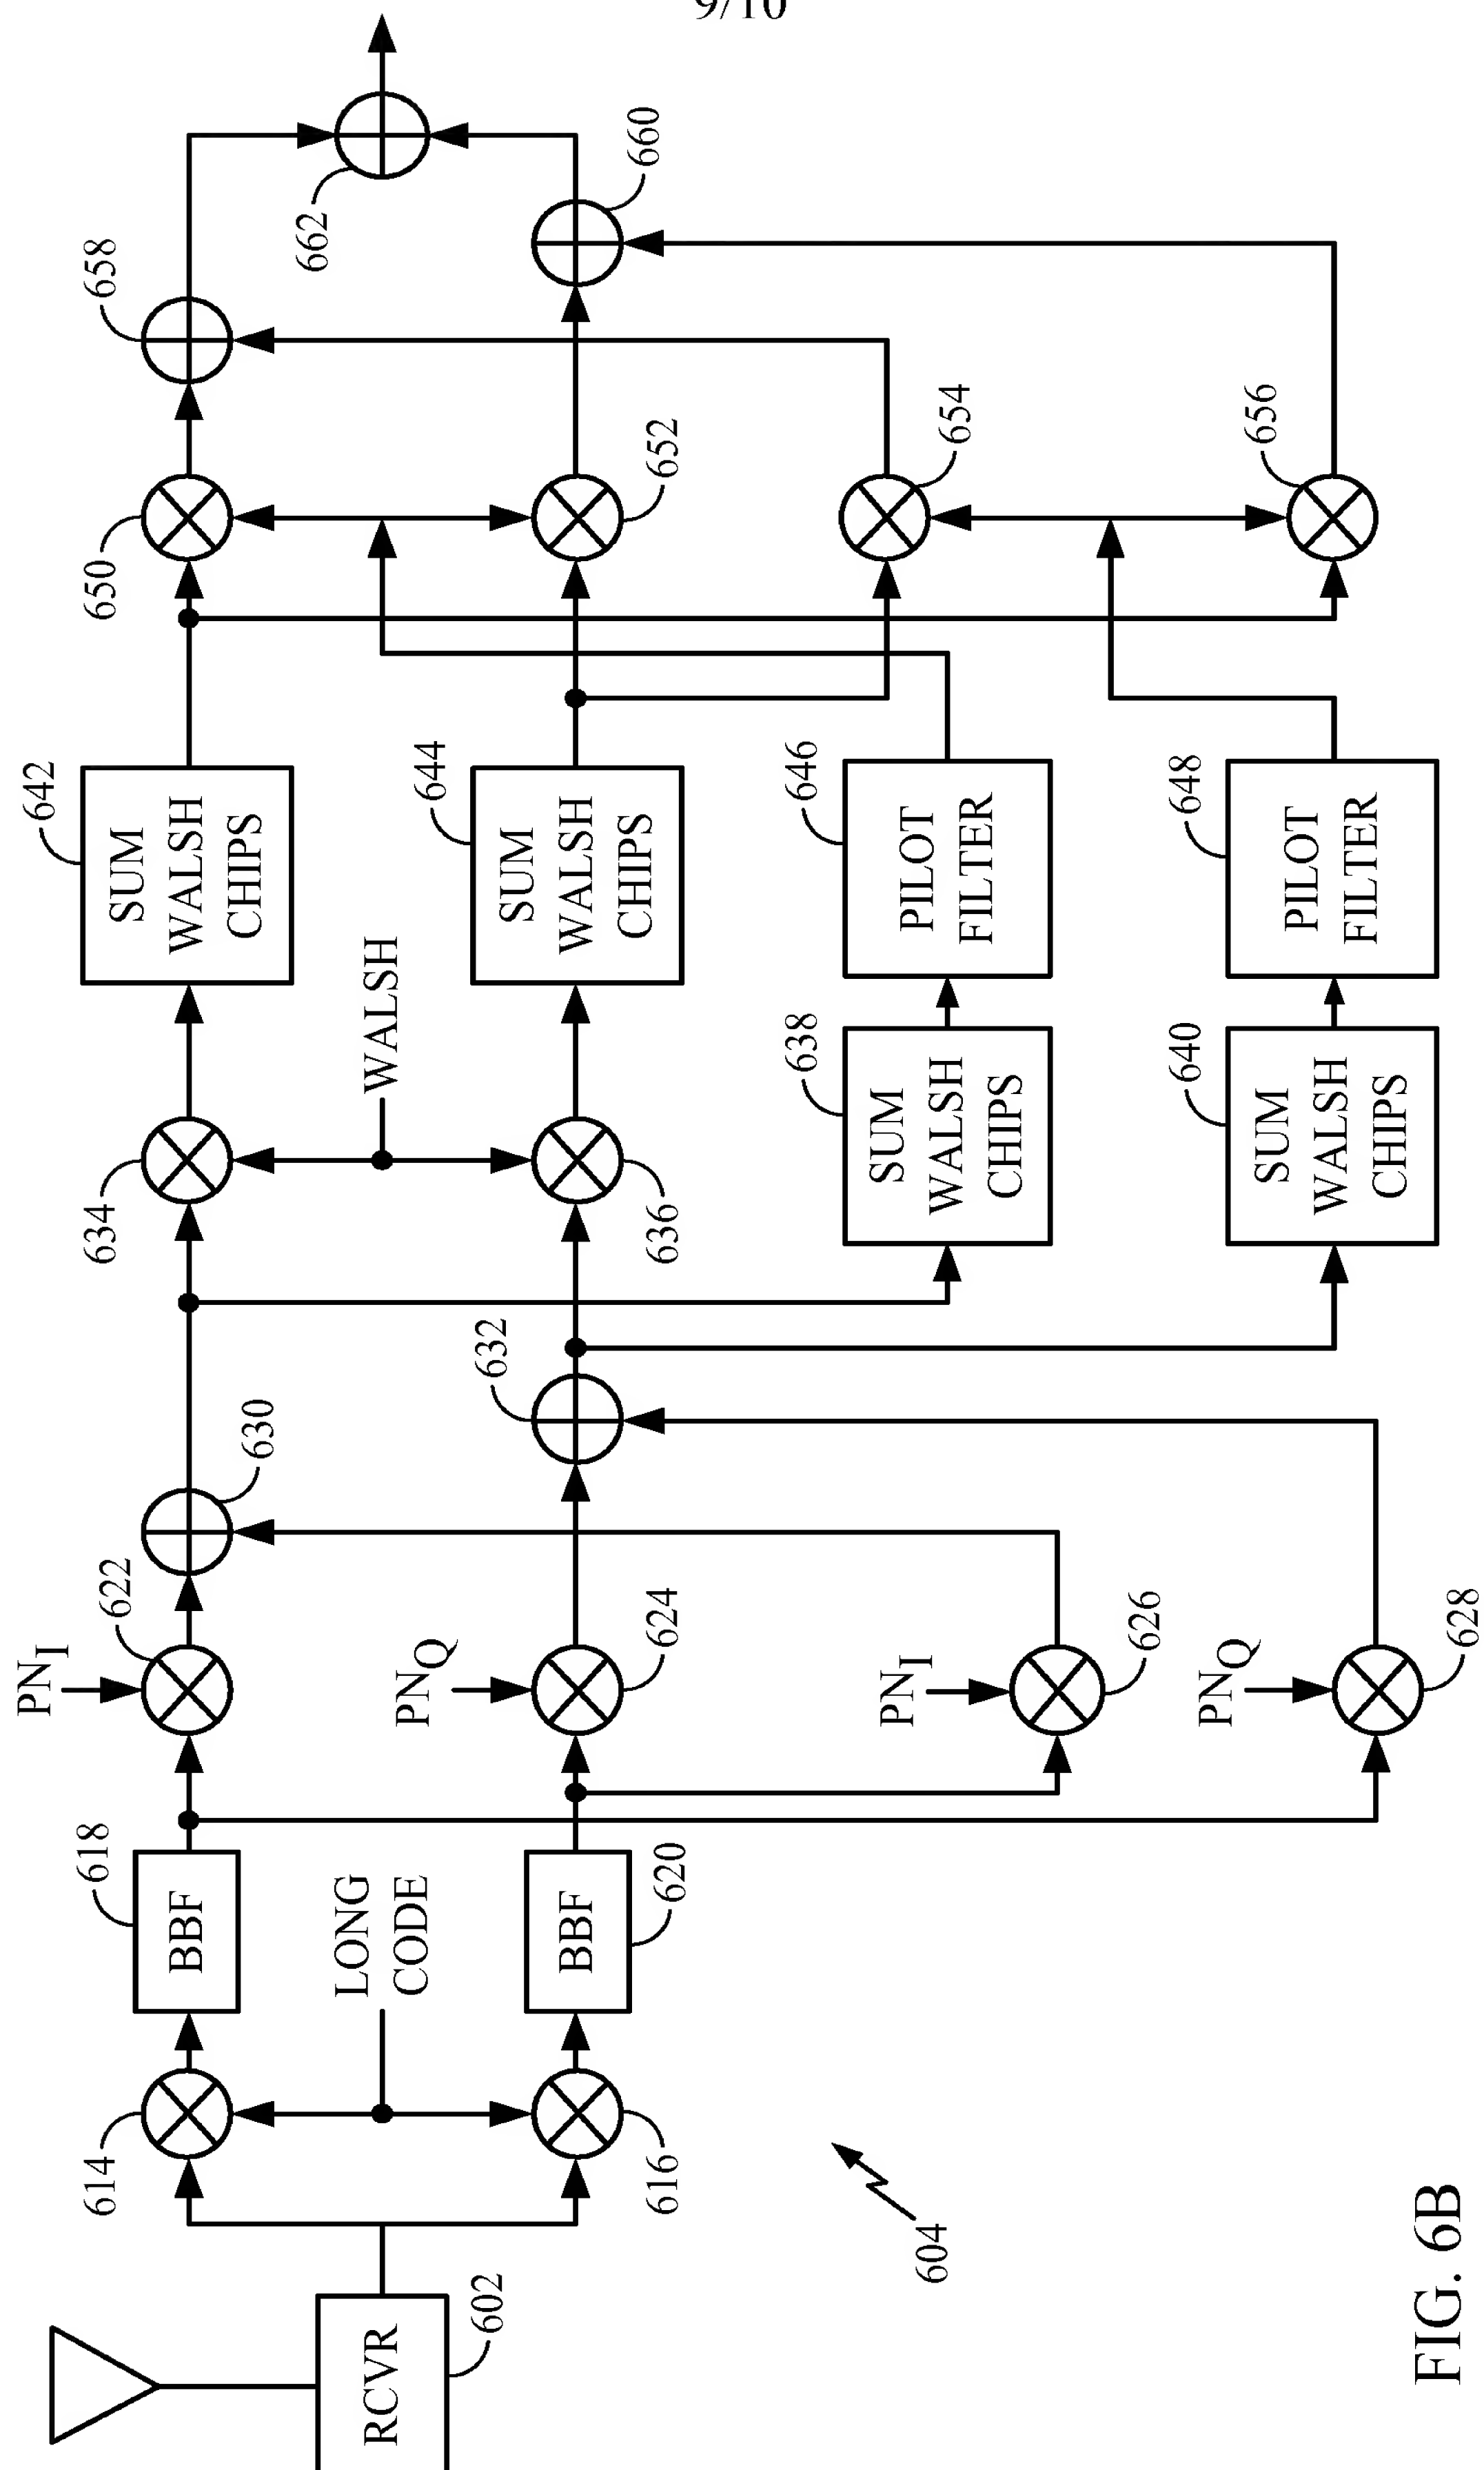 9/10
RCVR
602
614
616
LONG
CODE
BBF
618
BBF
620
PNI
622
PNQ
624
PNI
626
PNQ
628
630
632
634
636
WALSH
SUM
WALSH
CHIPS
638
SUM
WALSH
CHIPS
640
SUM
WALSH
CHIPS
642
SUM
WALSH
CHIPS
644
PILOT
FILTER
646
PILOT
FILTER
648
650
652
654
656
658
660
662
604
FIG. 6B